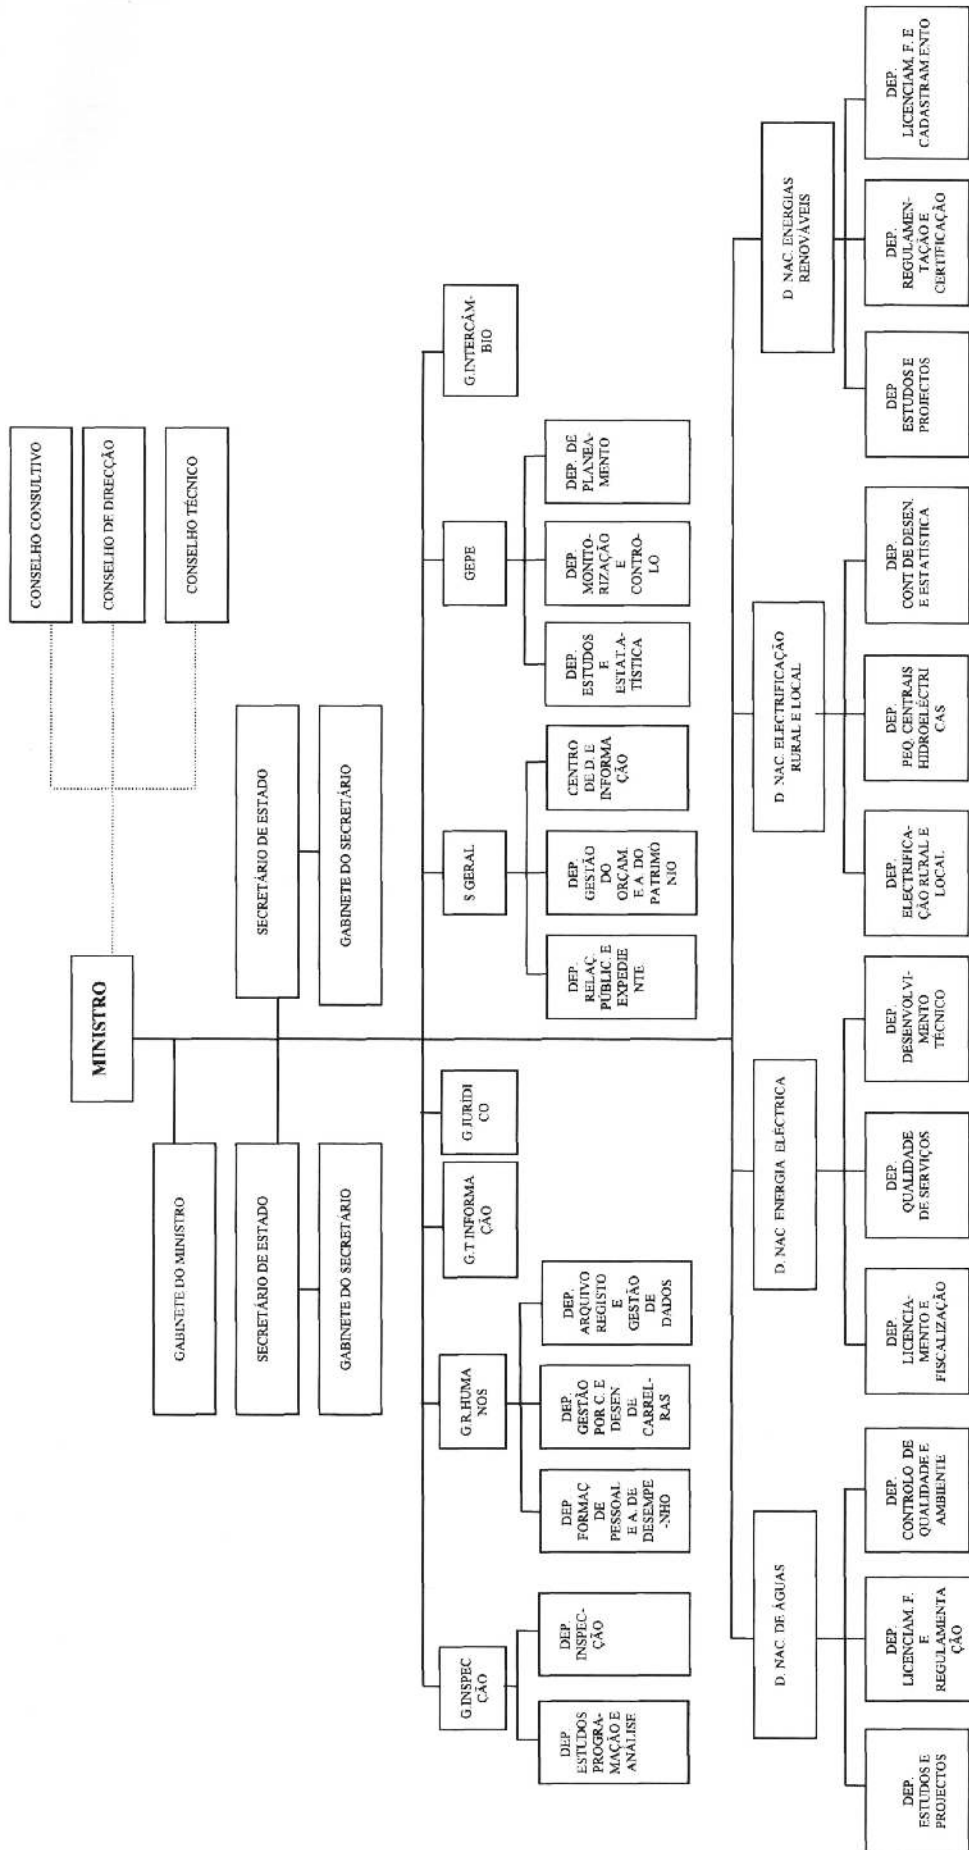 CONSELHO CONSULTIVO
CONSELHO DE DIRECÇÃO
CONSELHO TÉCNICO
MINISTRO
GABINETE DO MINISTRO
SECRETÁRIO DE ESTADO
SECRETÁRIO DE ESTADO
GABINETE DO SECRETARIO
GABINETE DO SECRETÁRIO
G.INSPEC
ÇÃO
G.R.HUMA
NOS
G.T INFORMA
ÇÃO
G JURÍDI
CO
S GERAL
GEPE
G.INTERCÂM-
BIO
DEP
ESTUDOS
PROGRA-
MAÇÃO E
ANÁLISE
DEP.
INSPEC-
ÇÃO
DEP
FORMAÇ
DE
PESSOAL
E A. DE
DESEMPE
-NHO
DEP.
GESTÃO
POR C. E
DESEN
DE
CARREL-
RAS
DEP.
ARQUIVO
REGISTO
E
GESTÃO
DE
DADOS
DEP.
RELAÇ.
PÚBLIC. E
EXPEDIE
NTE.
DEP.
GESTÃO
DO
ORÇAM.
E A. DO
PATRIMÓ
NIO
CENTRO
DE D. E
INFORMA
ÇÃO
DEP.
ESTUDOS
E
ESTAT.A-
TÍSTICA
DEP.
MONITO-
RIZAÇÃO
E
CONTRO-
LO
DEP. DE
PLANEA-
MENTO
D. NAC. DE ÁGUAS
D. NAC ENERGIA ELÉCTRICA
D NAC. ELECTRIFICAÇÃO
RURAL E LOCAL
D NAC. ENERGIAS
RENOVÁVEIS
DEP.
ESTUDOS E
PROJECTOS
DEP.
LICENCIAM. F.
E
REGULAMENTA
ÇÃO
DEP.
CONTROLO DE
QUALIDADE E
AMBIENTE
DEP.
LICENCIA-
MENTO E
FISCALIZAÇÃO
DEP.
QUALIDADE
DE SERVIÇOS
DEP.
DESENVOLVI-
MENTO
TÉCNICO
DEP.
ELECTRIFICA-
ÇÃO RURAL E
LOCAL
DEP.
PEQ. CENTRAIS
HIDROELÉCTRI
CAS
DEP.
CONT DE DESEN.
E ESTATÍSTICA
DEP
ESTUDOS E
PROJECTOS
DEP.
REGULAMEN-
TAÇÃO E
CERTIFICAÇÃO
DEP.
LICENCIAM. F. E
CADASTRAM ENTO